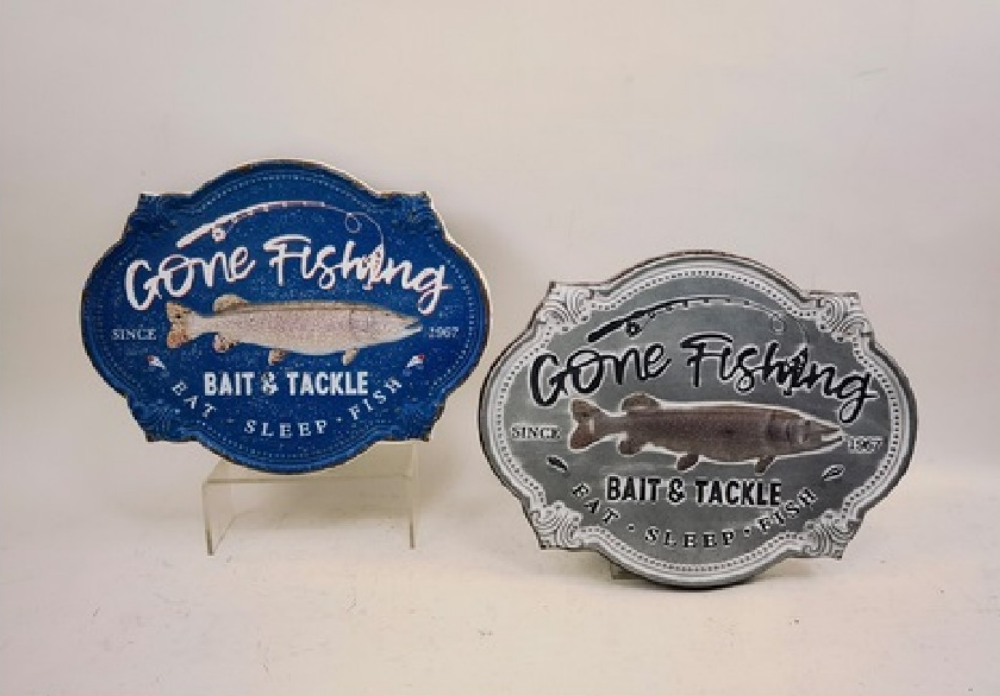 Gone Fishing
SINCE 1967
BAIT & TACKLE
EAT · SLEEP · FISH
Gone Fishing
SINCE 1967
BAIT & TACKLE
EAT · SLEEP · FISH